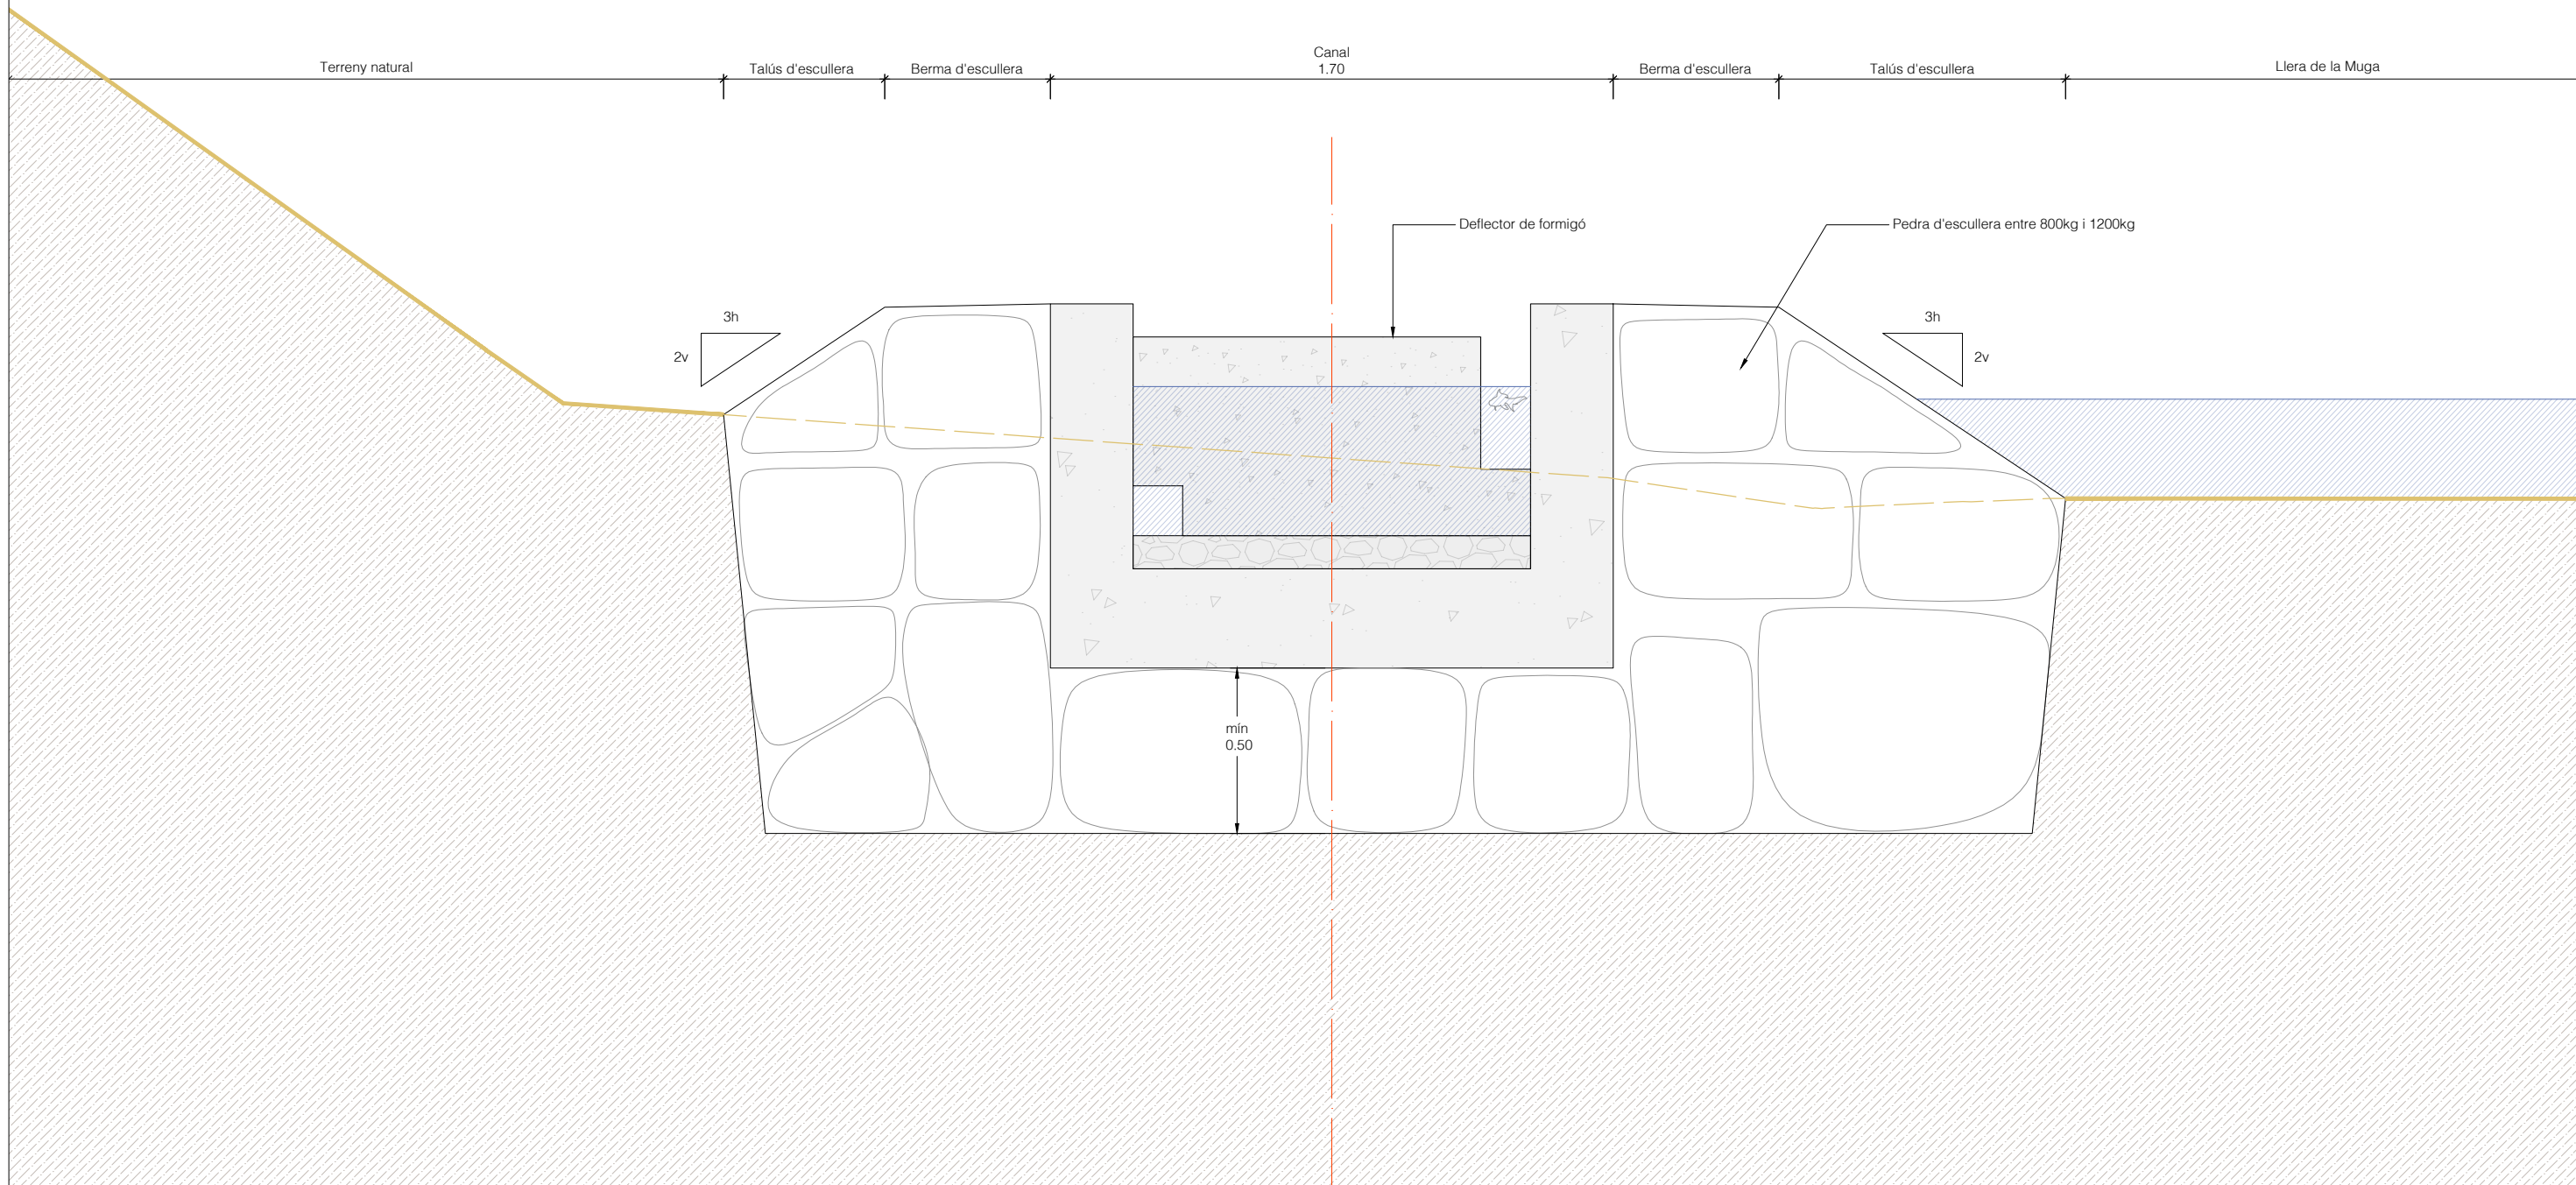 Canal
1.70
Terreny natural
Talús d'escullera
Berma d'escullera
Berma d'escullera
Talús d'escullera
Llera de la Muga
Deflector de formigó
Pedra d'escullera entre 800kg i 1200kg
3h
2v
3h
2v
mín
0.50